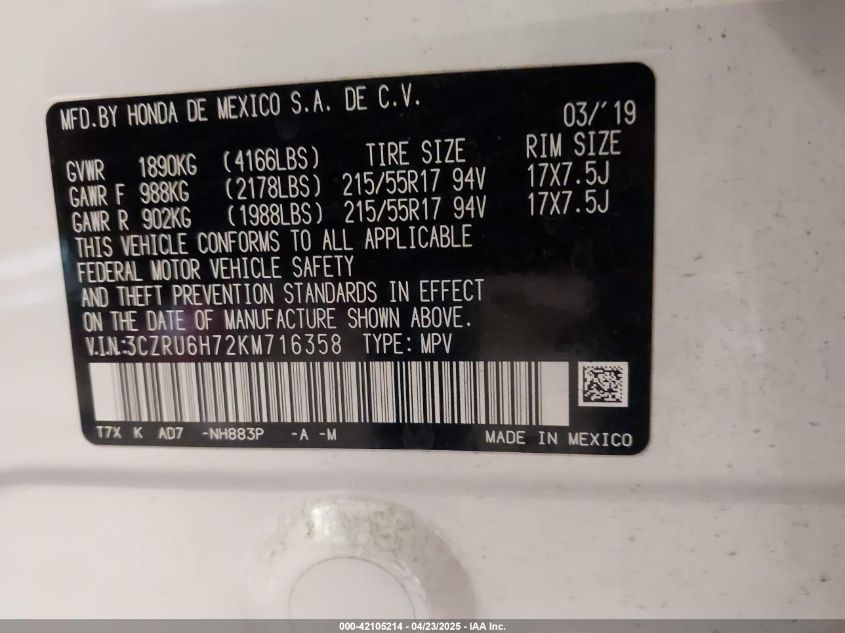 MFD.BY HONDA DE MEXICO S.A. DE C.V. 03/'19
GVWR 1890KG (4166LBS) TIRE SIZE RIM SIZE
GAWR F 988KG (2178LBS) 215/55R17 94V 17X7.5J
GAWR R 902KG (1988LBS) 215/55R17 94V 17X7.5J
THIS VEHICLE CONFORMS TO ALL APPLICABLE
FEDERAL MOTOR VEHICLE SAFETY
AND THEFT PREVENTION STANDARDS IN EFFECT
ON THE DATE OF MANUFACTURE SHOWN ABOVE.
V.I.N.:3CZRU6H72KM716358 TYPE: MPV
T7X K AD7 -NH883P -A -M MADE IN MEXICO
000-42105214 - 04/23/2025 - IAA Inc.